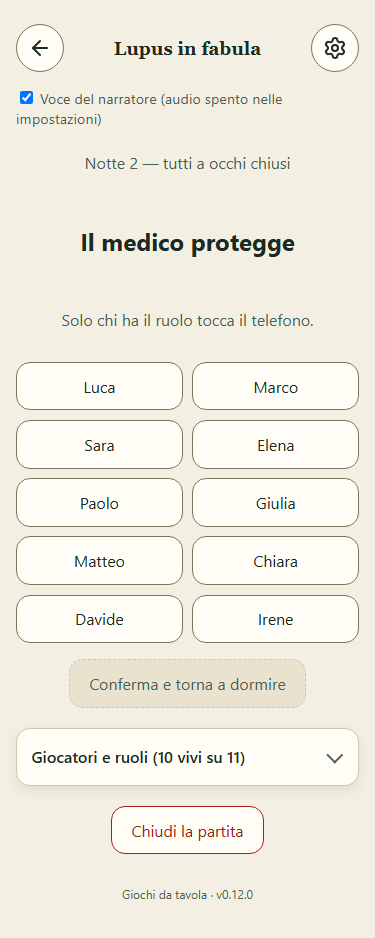 Lupus in fabula
Voce del narratore (audio spento nelle
impostazioni)
Notte 2 — tutti a occhi chiusi
Il medico protegge
Solo chi ha il ruolo tocca il telefono.
Luca
Marco
Sara
Elena
Paolo
Giulia
Matteo
Chiara
Davide
Irene
Conferma e torna a dormire
Giocatori e ruoli (10 vivi su 11)
Chiudi la partita
Giochi da tavola · v0.12.0